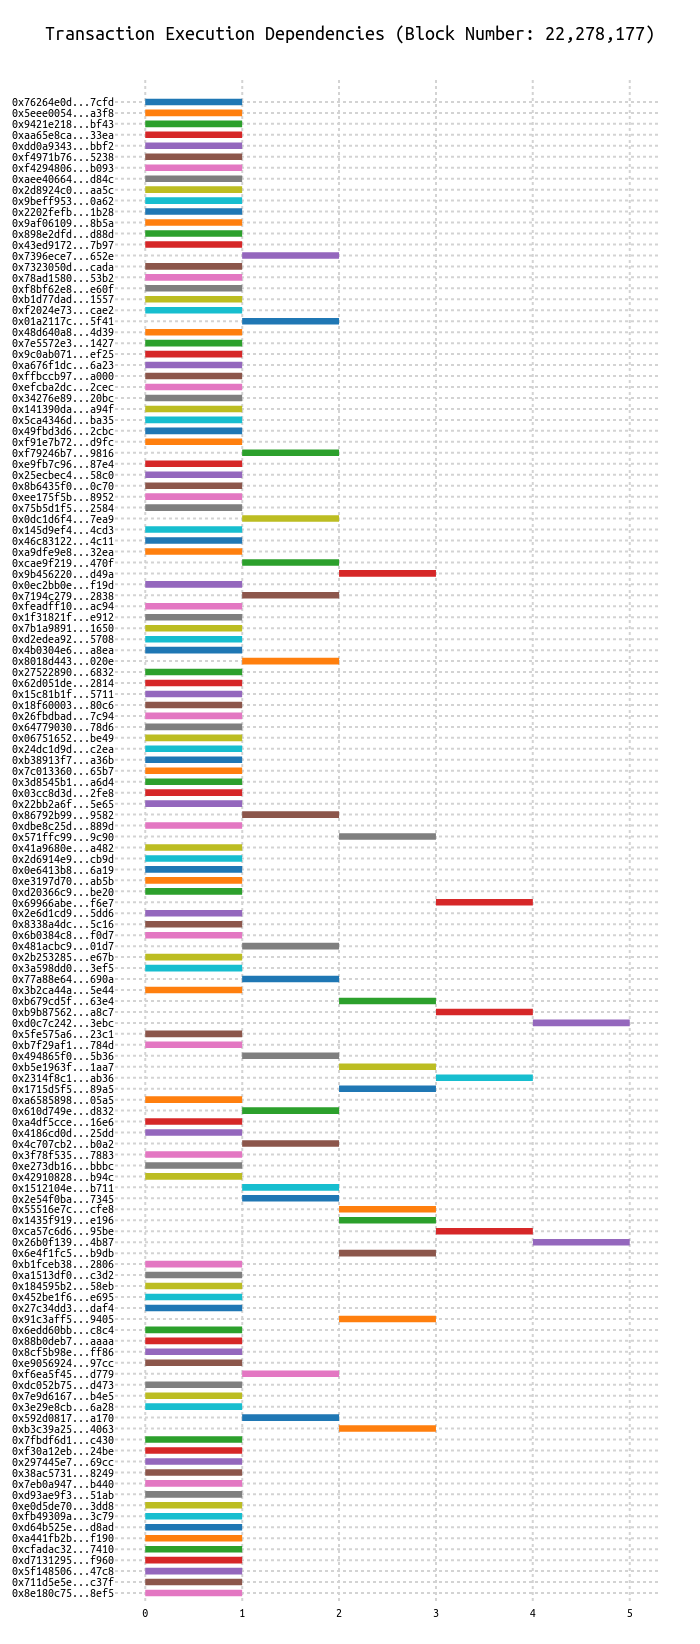 Transaction Execution Dependencies (Block Number: 22,278,177)
0x76264e0d...7cfd
0x5eee0054...a3f8
0x9421e218...bf43
0xaa65e8ca...33ea
0xdd0a9343...bbf2
0xf4971b76...5238
0xf4294806...b093
0xaee40664...d84c
0x2d8924c0...aa5c
0x9beff953...0a62
0x2202fefb...1b28
0x9af06109...8b5a
0x898e2dfd...d88d
0x43ed9172...7b97
0x7396ece7...652e
0x7323050d...cada
0x78ad1580...53b2
0xf8bf62e8...e60f
0xb1d77dad...1557
0xf2024e73...cae2
0x01a2117c...5f41
0x48d640a8...4d39
0x7e5572e3...1427
0x9c0ab071...ef25
0xa676f1dc...6a23
0xffbccb97...a000
0xefcba2dc...2cec
0x34276e89...20bc
0x141390da...a94f
0x5ca4346d...ba35
0x49fbd3d6...2cbc
0xf91e7b72...d9fc
0xf79246b7...9816
0xe9fb7c96...87e4
0x25ecbec4...58c0
0x8b6435f0...0c70
0xee175f5b...8952
0x75b5d1f5...2584
0x0dc1d6f4...7ea9
0x145d9ef4...4cd3
0x46c83122...4c11
0xa9dfe9e8...32ea
0xcae9f219...470f
0x9b456220...d49a
0x0ec2bb0e...f19d
0x7194c279...2838
0xfeadff10...ac94
0x1f31821f...e912
0x7b1a9891...1650
0xd2edea92...5708
0x4b0304e6...a8ea
0x8018d443...020e
0x27522890...6832
0x62d051de...2814
0x15c81b1f...5711
0x18f60003...80c6
0x26fbdbad...7c94
0x64779030...78d6
0x06751652...be49
0x24dc1d9d...c2ea
0xb38913f7...a36b
0x7c013360...65b7
0x3d8545b1...a6d4
0x03cc8d3d...2fe8
0x22bb2a6f...5e65
0x86792b99...9582
0xdbe8c25d...889d
0x571ffc99...9c90
0x41a9680e...a482
0x2d6914e9...cb9d
0x0e6413b8...6a19
0xe3197d70...ab5b
0xd20366c9...be20
0x69966abe...f6e7
0x2e6d1cd9...5dd6
0x8338a4dc...5c16
0x6b0384c8...f0d7
0x481acbc9...01d7
0x2b253285...e67b
0x3a598dd0...3ef5
0x77a88e64...690a
0x3b2ca44a...5e44
0xb679cd5f...63e4
0xb9b87562...a8c7
0xd0c7c242...3ebc
0x5fe575a6...23c1
0xb7f29af1...784d
0x494865f0...5b36
0xb5e1963f...1aa7
0x2314f8c1...ab36
0x1715d5f5...89a5
0xa6585898...05a5
0x610d749e...d832
0xa4df5cce...16e6
0x4186cd0d...25dd
0x4c707cb2...b0a2
0x3f78f535...7883
0xe273db16...bbbc
0x42910828...b94c
0x1512104e...b711
0x2e54f0ba...7345
0x55516e7c...cfe8
0x1435f919...e196
0xca57c6d6...95be
0x26b0f139...4b87
0x6e4f1fc5...b9db
0xb1fceb38...2806
0xa1513df0...c3d2
0x184595b2...58eb
0x452be1f6...e695
0x27c34dd3...daf4
0x91c3aff5...9405
0x6edd60bb...c8c4
0x88b0deb7...aaaa
0x8cf5b98e...ff86
0xe9056924...97cc
0xf6ea5f45...d779
0xdc052b75...d473
0x7e9d6167...b4e5
0x3e29e8cb...6a28
0x592d0817...a170
0xb3c39a25...4063
0x7fbdf6d1...c430
0xf30a12eb...24be
0x297445e7...69cc
0x38ac5731...8249
0x7eb0a947...b440
0xd93ae9f3...51ab
0xe0d5de70...3dd8
0xfb49309a...3c79
0xd64b525e...d8ad
0xa441fb2b...f190
0xcfadac32...7410
0xd7131295...f960
0x5f148506...47c8
0x711d5e5e...c37f
0x8e180c75...8ef5
0 1 2 3 4 5